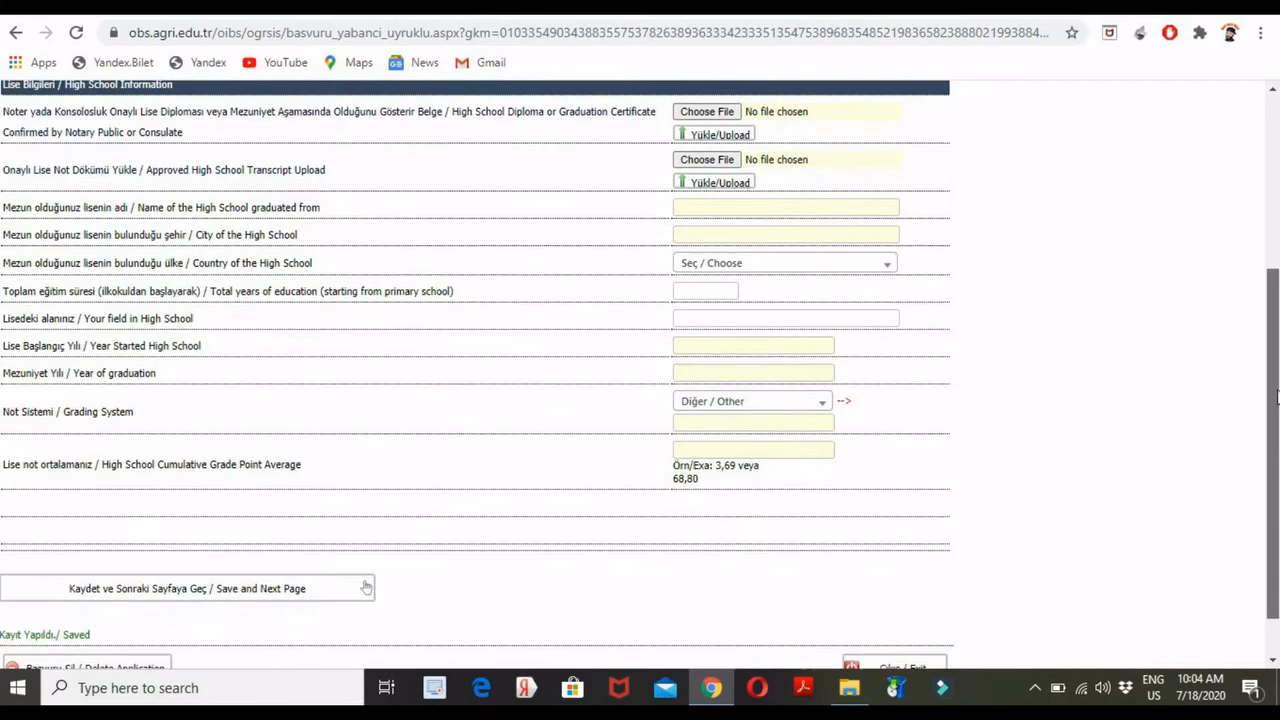 obs.agri.edu.tr/oibs/ogrsis/basvuru_yabanci_uyruklu.aspx?gkm=
Apps Yandex.Bilet Yandex YouTube Maps News Gmail
Lise Bilgileri / High School Information
Noter yada Konsolosluk Onaylı Lise Diploması veya Mezuniyet Aşamasında Olduğunu Gösterir Belge / High School Diploma or Graduation Certificate
Confirmed by Notary Public or Consulate
Choose File No file chosen
Yükle/Upload
Onaylı Lise Not Dökümü Yükle / Approved High School Transcript Upload
Choose File No file chosen
Yükle/Upload
Mezun olduğunuz lisenin adı / Name of the High School graduated from
Mezun olduğunuz lisenin bulunduğu şehir / City of the High School
Mezun olduğunuz lisenin bulunduğu ülke / Country of the High School Seç / Choose
Toplam eğitim süresi (ilkokuldan başlayarak) / Total years of education (starting from primary school)
Lisedeki alanınız / Your field in High School
Lise Başlangıç Yılı / Year Started High School
Mezuniyet Yılı / Year of graduation
Not Sistemi / Grading System Diğer / Other -->
Lise not ortalamanız / High School Cumulative Grade Point Average
Örn/Exa: 3,69 veya
68,80
Kaydet ve Sonraki Sayfaya Geç / Save and Next Page
Kayıt Yapıldı./ Saved
Başvuru Sil / Delete Application Çıkış / Exit
Type here to search
ENG
US
10:04 AM
7/18/2020
1